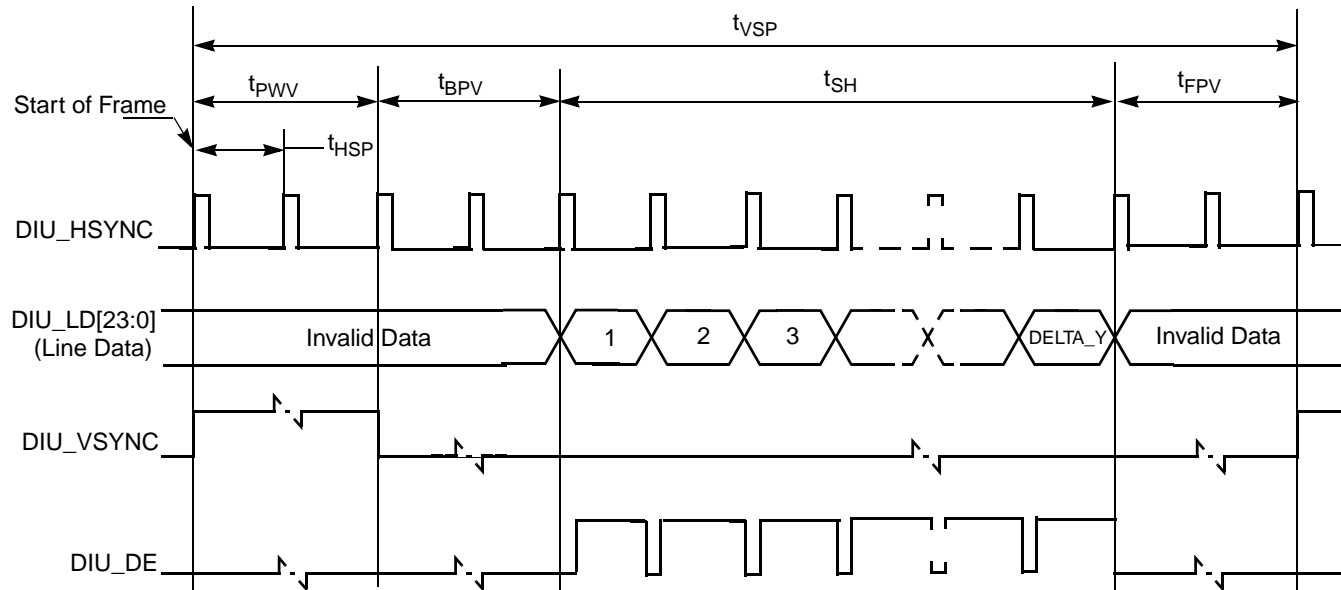 tVSP
tPWV
tBPV
tSH
tFPV
Start of Frame
tHSP
DIU_HSYNC
DIU_LD[23:0]
(Line Data)
Invalid Data
1
2
3
DELTA_Y
Invalid Data
DIU_VSYNC
DIU_DE